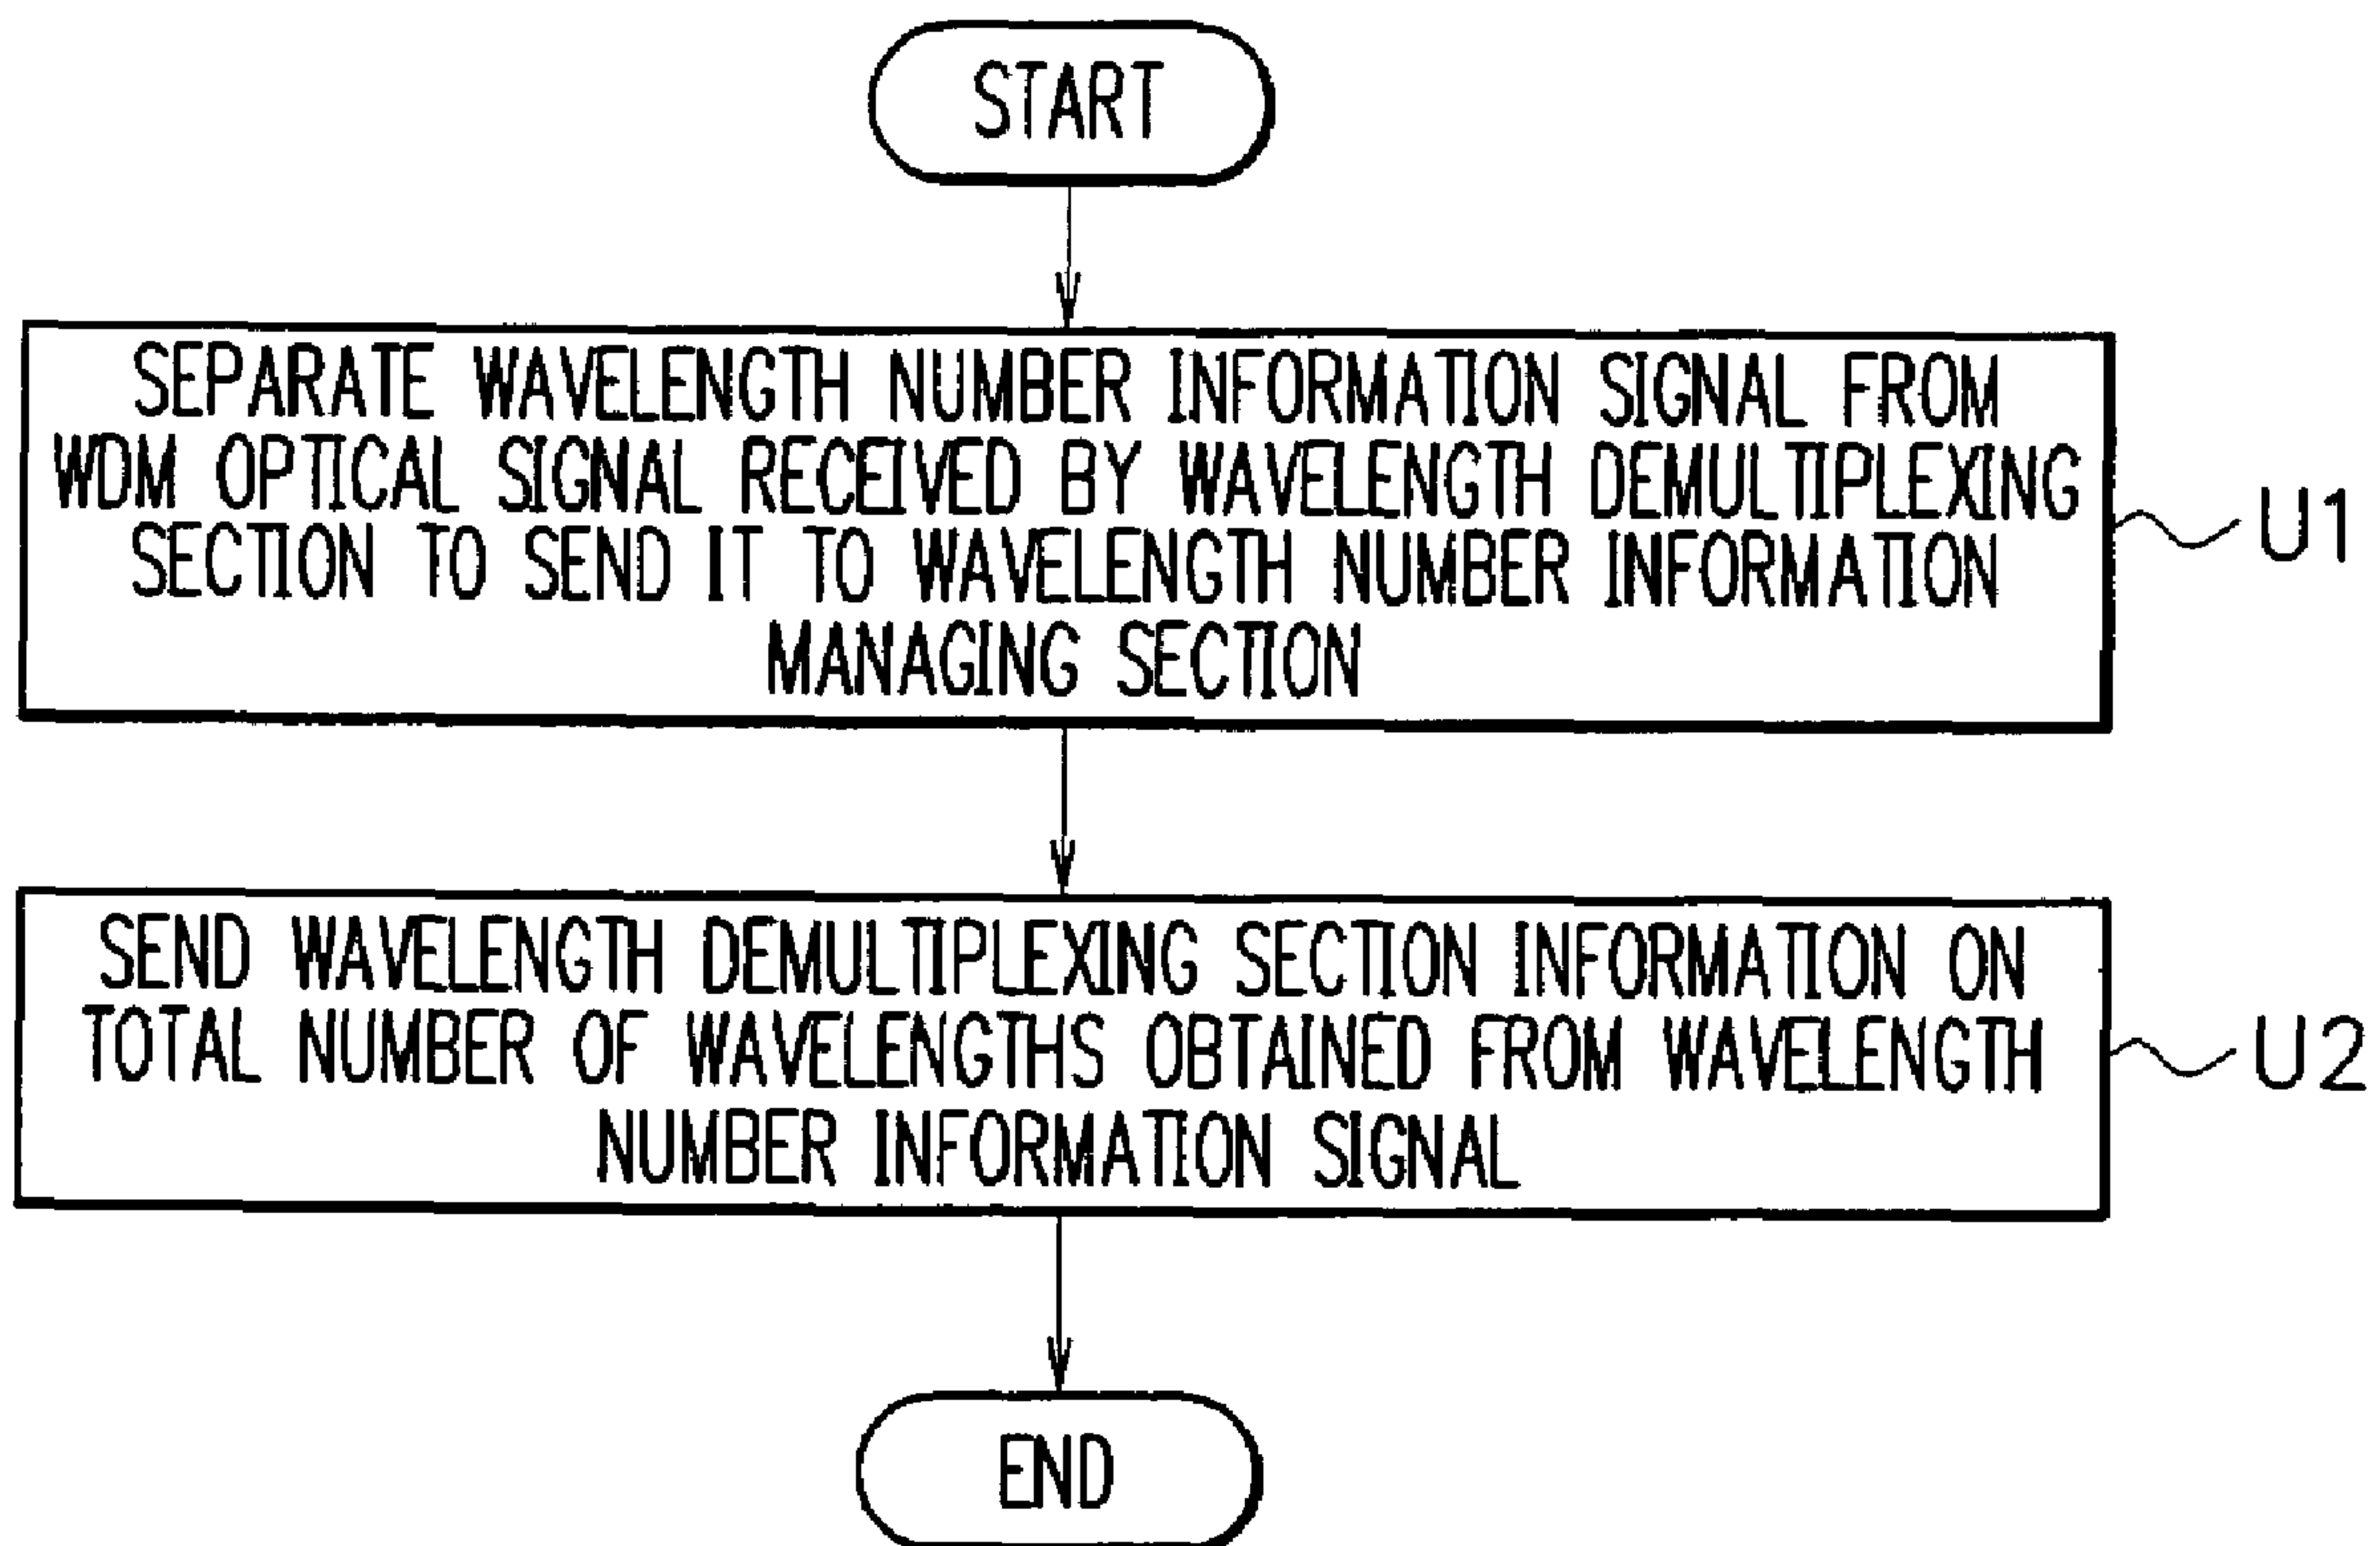 START
SEPARATE WAVELENGTH NUMBER INFORMATION SIGNAL FROM
WDM OPTICAL SIGNAL RECEIVED BY WAVELENGTH DEMULTIPLEXING
SECTION TO SEND IT TO WAVELENGTH NUMBER INFORMATION
MANAGING SECTION
U1
SEND WAVELENGTH DEMULTIPLEXING SECTION INFORMATION ON
TOTAL NUMBER OF WAVELENGTHS OBTAINED FROM WAVELENGTH
NUMBER INFORMATION SIGNAL
U2
END